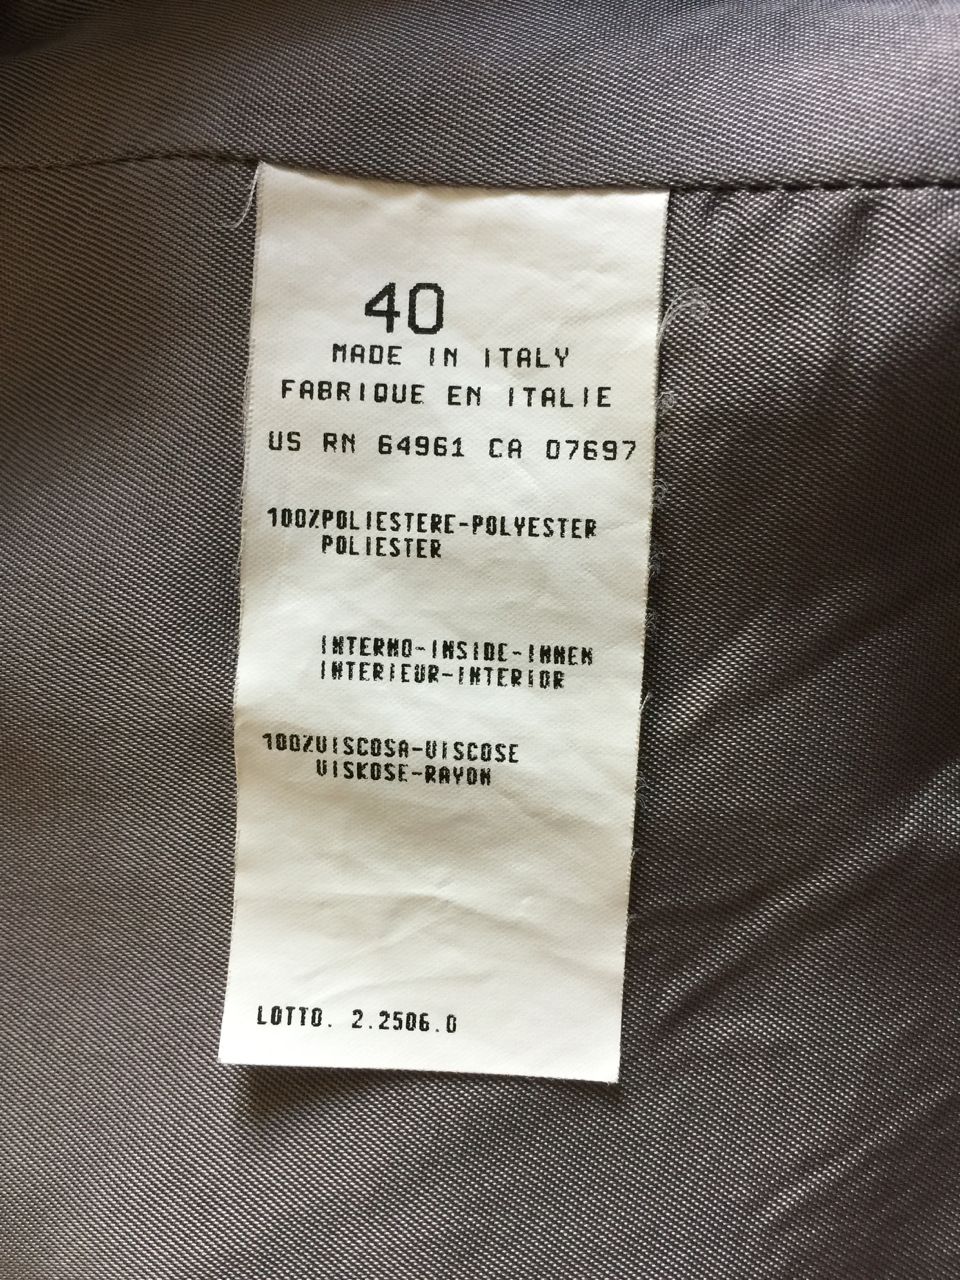 40
MADE IN ITALY
FABRIQUE EN ITALIE
US RN 64961 CA 07697
100%POLIESTERE-POLYESTER
POLIESTER
INTERNO-INSIDE-INNEN
INTERIEUR-INTERIOR
100%VISCOSA-VISCOSE
VISKOSE-RAYON
LOTTO. 2.2506.0